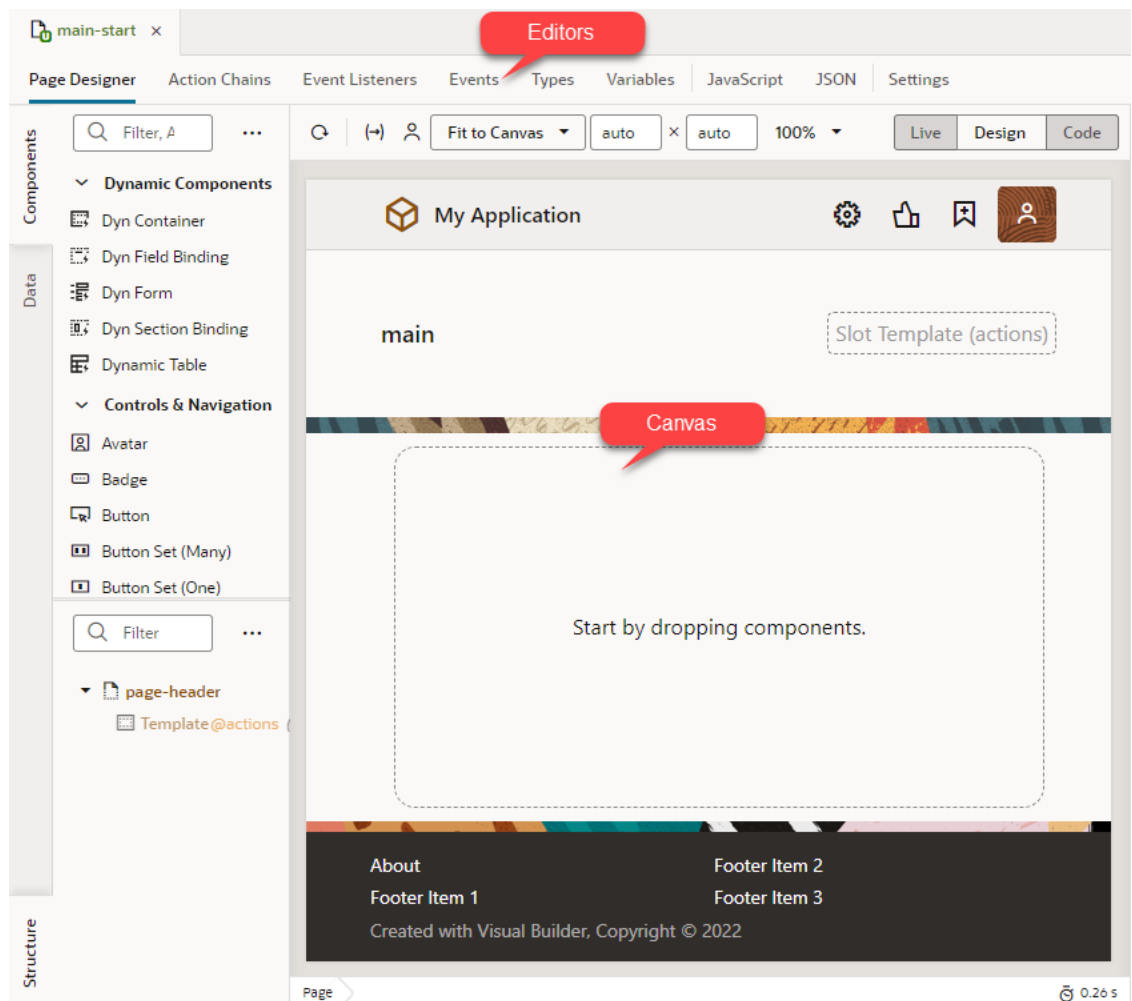 main-start ×
Editors
Page Designer Action Chains Event Listeners Events Types Variables JavaScript JSON Settings
Components
Data
Structure
Filter, A ...
Dynamic Components
Dyn Container
Dyn Field Binding
Dyn Form
Dyn Section Binding
Dynamic Table
Controls & Navigation
Avatar
Badge
Button
Button Set (Many)
Button Set (One)
Filter ...
page-header
Template@actions (
Fit to Canvas auto × auto 100% Live Design Code
My Application
main Slot Template (actions)
Canvas
Start by dropping components.
About Footer Item 2
Footer Item 1 Footer Item 3
Created with Visual Builder, Copyright © 2022
Page 0.26 s